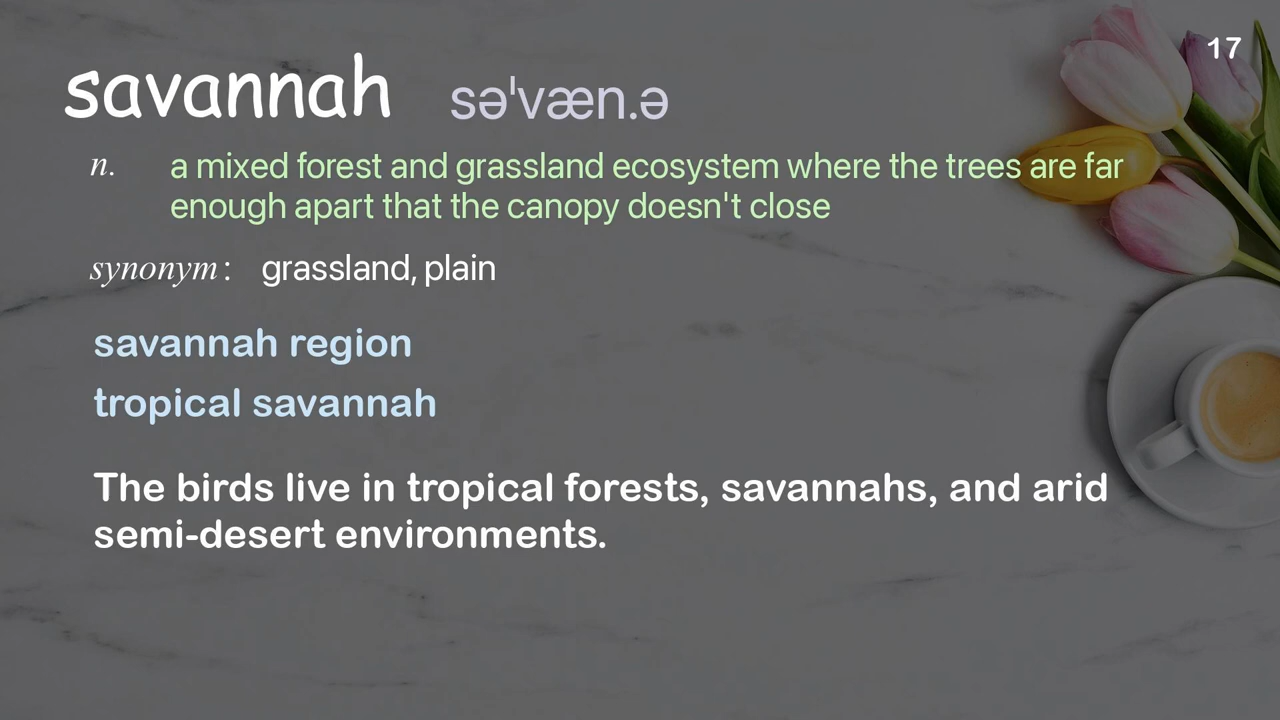 17
savannah səˈvæn.ə
n. a mixed forest and grassland ecosystem where the trees are far
enough apart that the canopy doesn't close
synonym: grassland, plain
savannah region
tropical savannah
The birds live in tropical forests, savannahs, and arid
semi-desert environments.